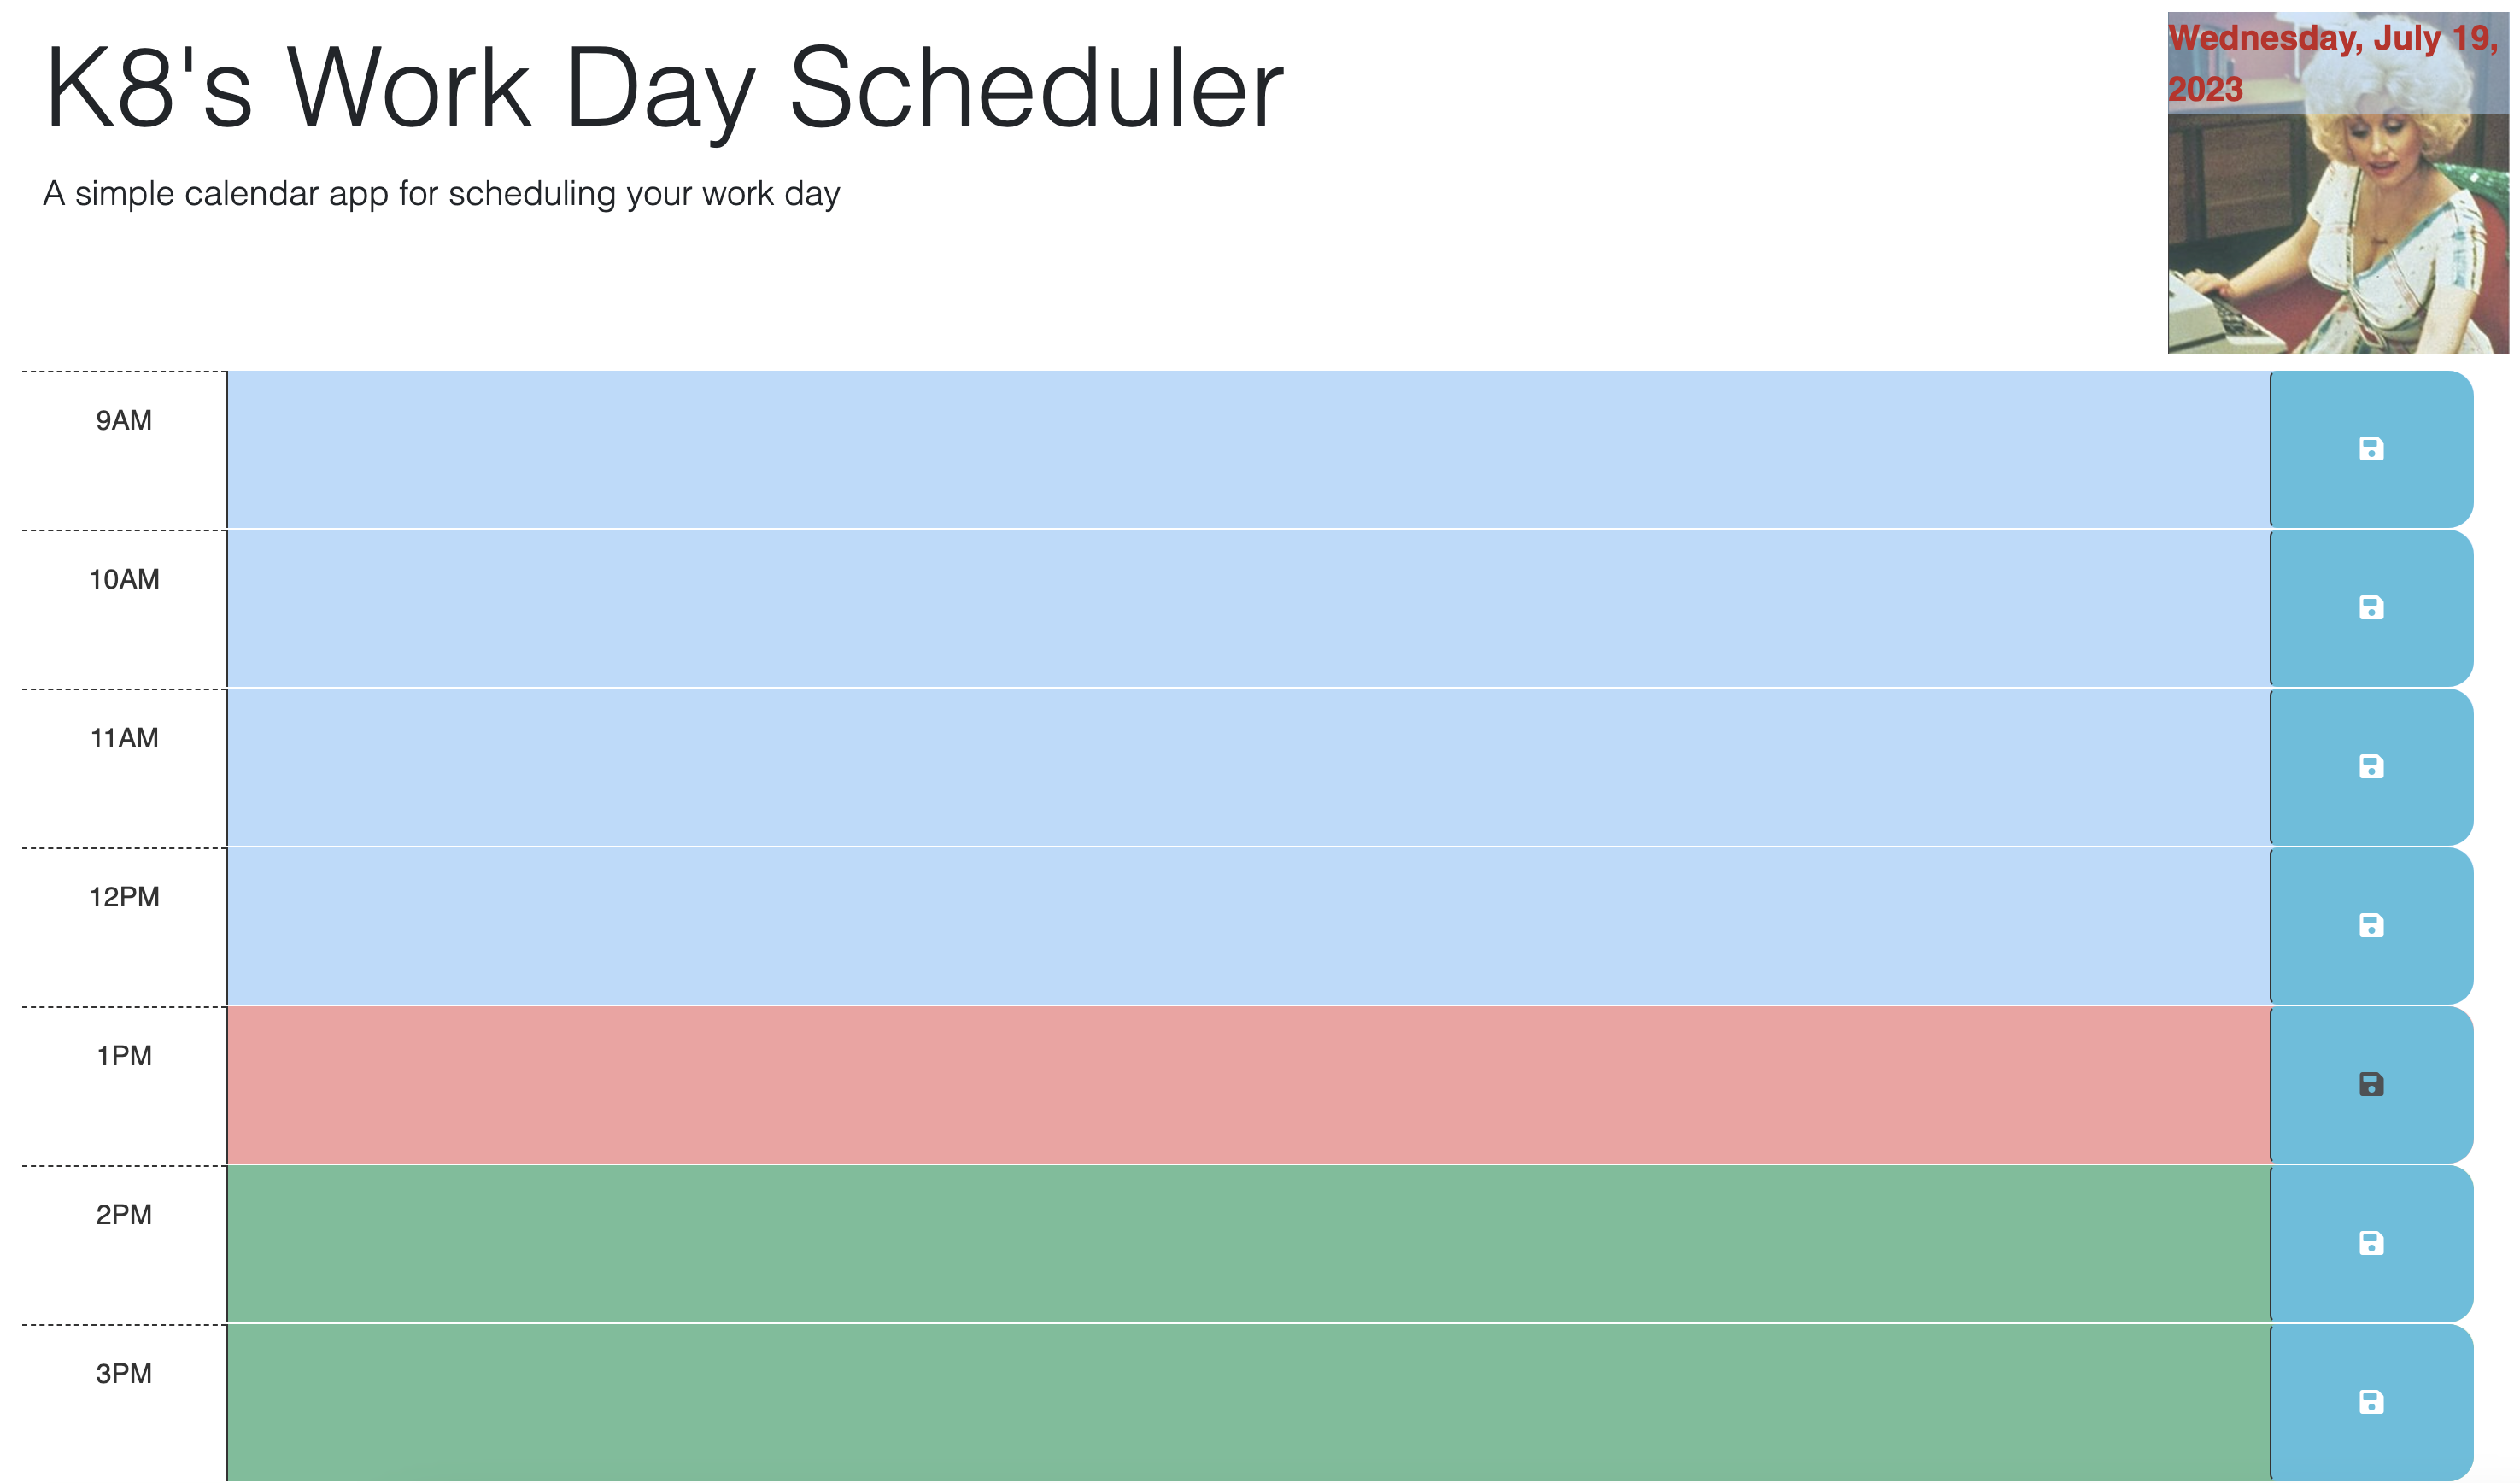 K8's Work Day Scheduler
A simple calendar app for scheduling your work day
Wednesday, July 19,
2023
9AM
10AM
11AM
12PM
1PM
2PM
3PM